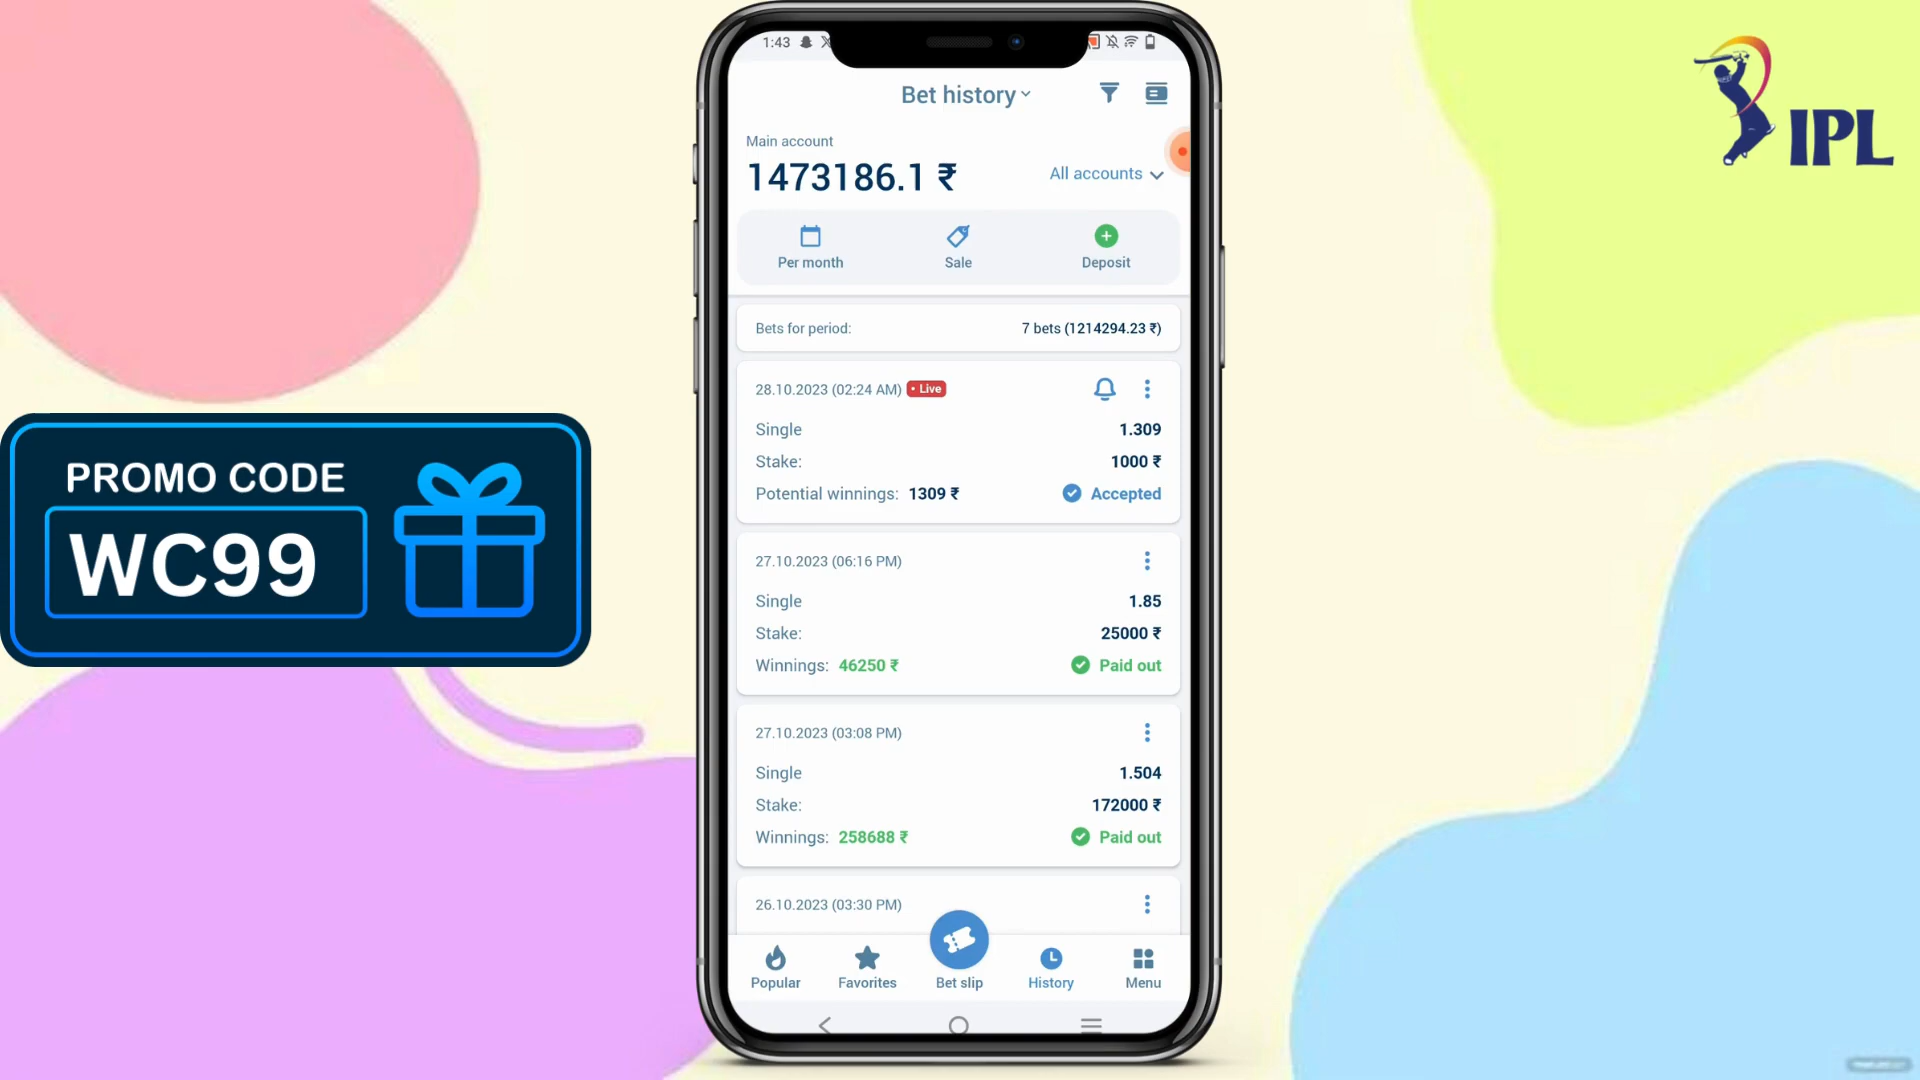 1:43
Bet history
Main account
1473186.1 ₹
All accounts
Per month
Sale
Deposit
Bets for period:
7 bets (1214294.23 ₹)
28.10.2023 (02:24 AM)
• Live
Single
1.309
Stake:
1000 ₹
Potential winnings: 1309 ₹
Accepted
27.10.2023 (06:16 PM)
Single
1.85
Stake:
25000 ₹
Winnings: 46250 ₹
Paid out
27.10.2023 (03:08 PM)
Single
1.504
Stake:
172000 ₹
Winnings: 258688 ₹
Paid out
26.10.2023 (03:30 PM)
Popular
Favorites
Bet slip
History
Menu
PROMO CODE
WC99
IPL